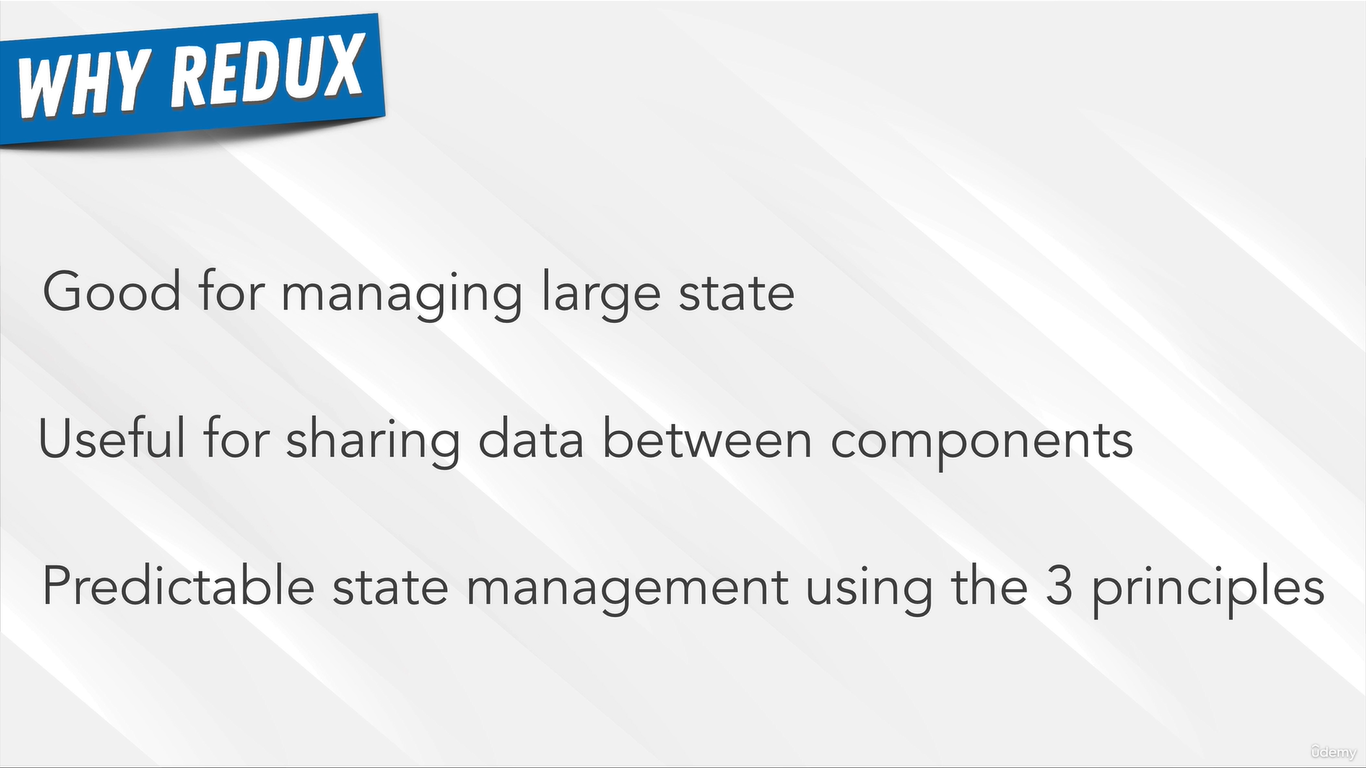 WHY REDUX
Good for managing large state
Useful for sharing data between components
Predictable state management using the 3 principles
ûdemy